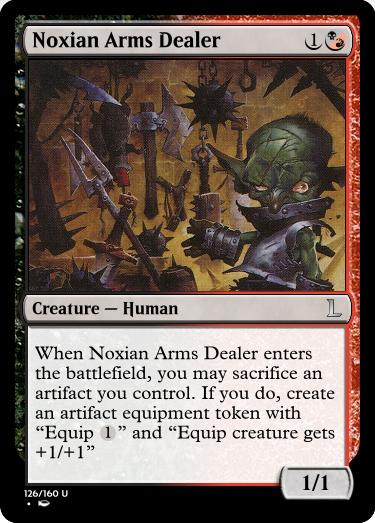 Noxian Arms Dealer 1
Creature — Human L
When Noxian Arms Dealer enters
the battlefield, you may sacrifice an
artifact you control. If you do, create
an artifact equipment token with
“Equip 1” and “Equip creature gets
+1/+1”
1/1
126/160 U